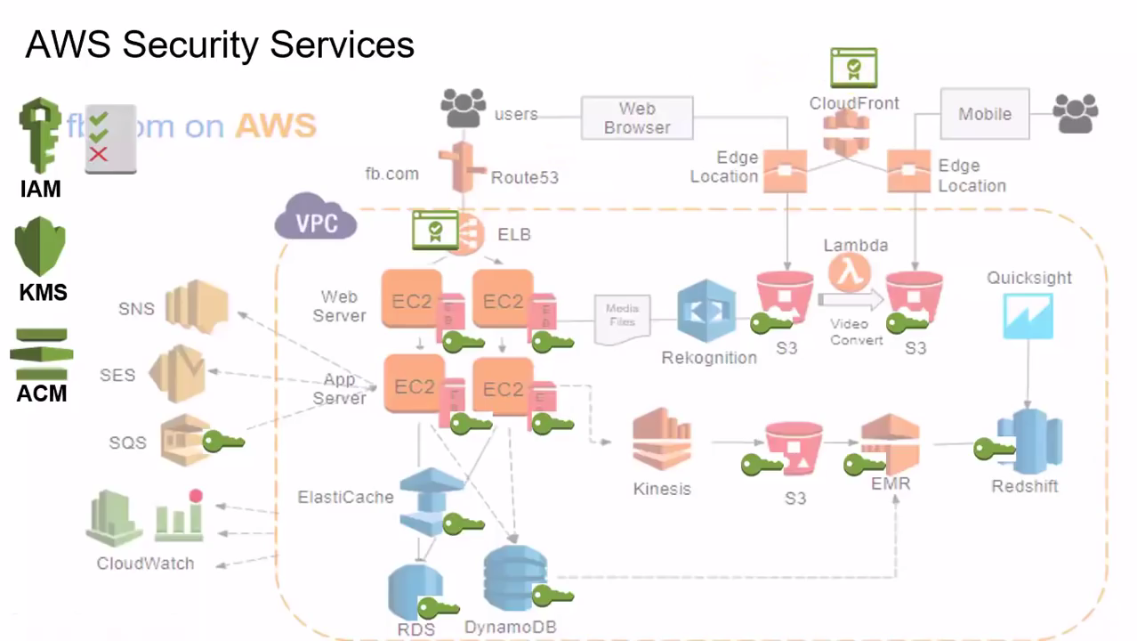 AWS Security Services
on AWS
IAM
KMS
ACM
SNS
SES
SQS
CloudWatch
users
Web
Browser
CloudFront
Mobile
fb.com
Route53
Edge
Location
Edge
Location
VPC
ELB
Web
Server
EC2
EC2
App
Server
EC2
EC2
Media
Files
Rekognition
S3
Lambda
Video
Convert
S3
Quicksight
Kinesis
S3
EMR
Redshift
ElastiCache
RDS
DynamoDB